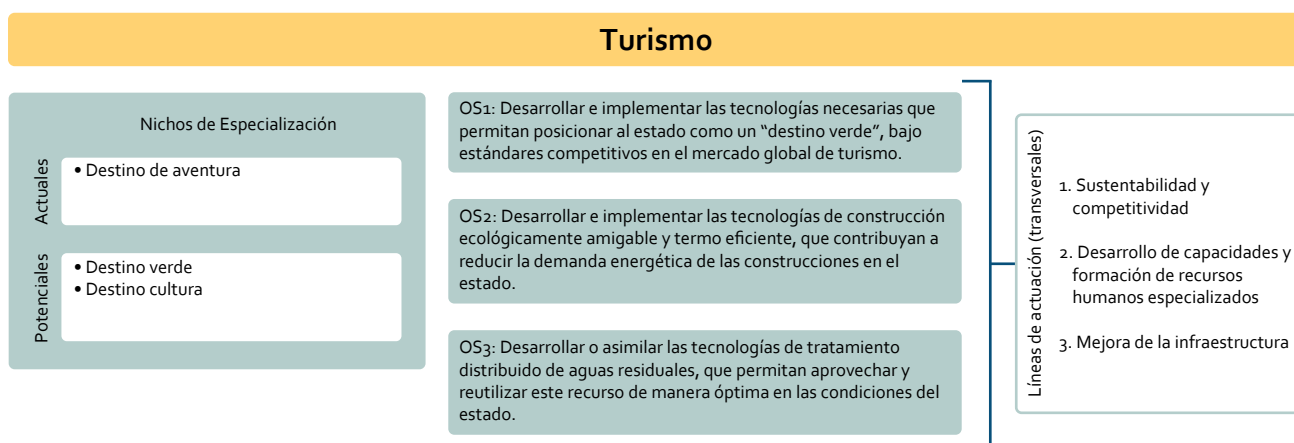 Turismo
Nichos de Especialización
Actuales
• Destino de aventura
Potenciales
• Destino verde
• Destino cultura
OS1: Desarrollar e implementar las tecnologías necesarias que
permitan posicionar al estado como un “destino verde”, bajo
estándares competitivos en el mercado global de turismo.
OS2: Desarrollar e implementar las tecnologías de construcción
ecológicamente amigable y termo eficiente, que contribuyan a
reducir la demanda energética de las construcciones en el
estado.
OS3: Desarrollar o asimilar las tecnologías de tratamiento
distribuido de aguas residuales, que permitan aprovechar y
reutilizar este recurso de manera óptima en las condiciones del
estado.
Líneas de actuación (transversales)
1. Sustentabilidad y
competitividad
2. Desarrollo de capacidades y
formación de recursos
humanos especializados
3. Mejora de la infraestructura